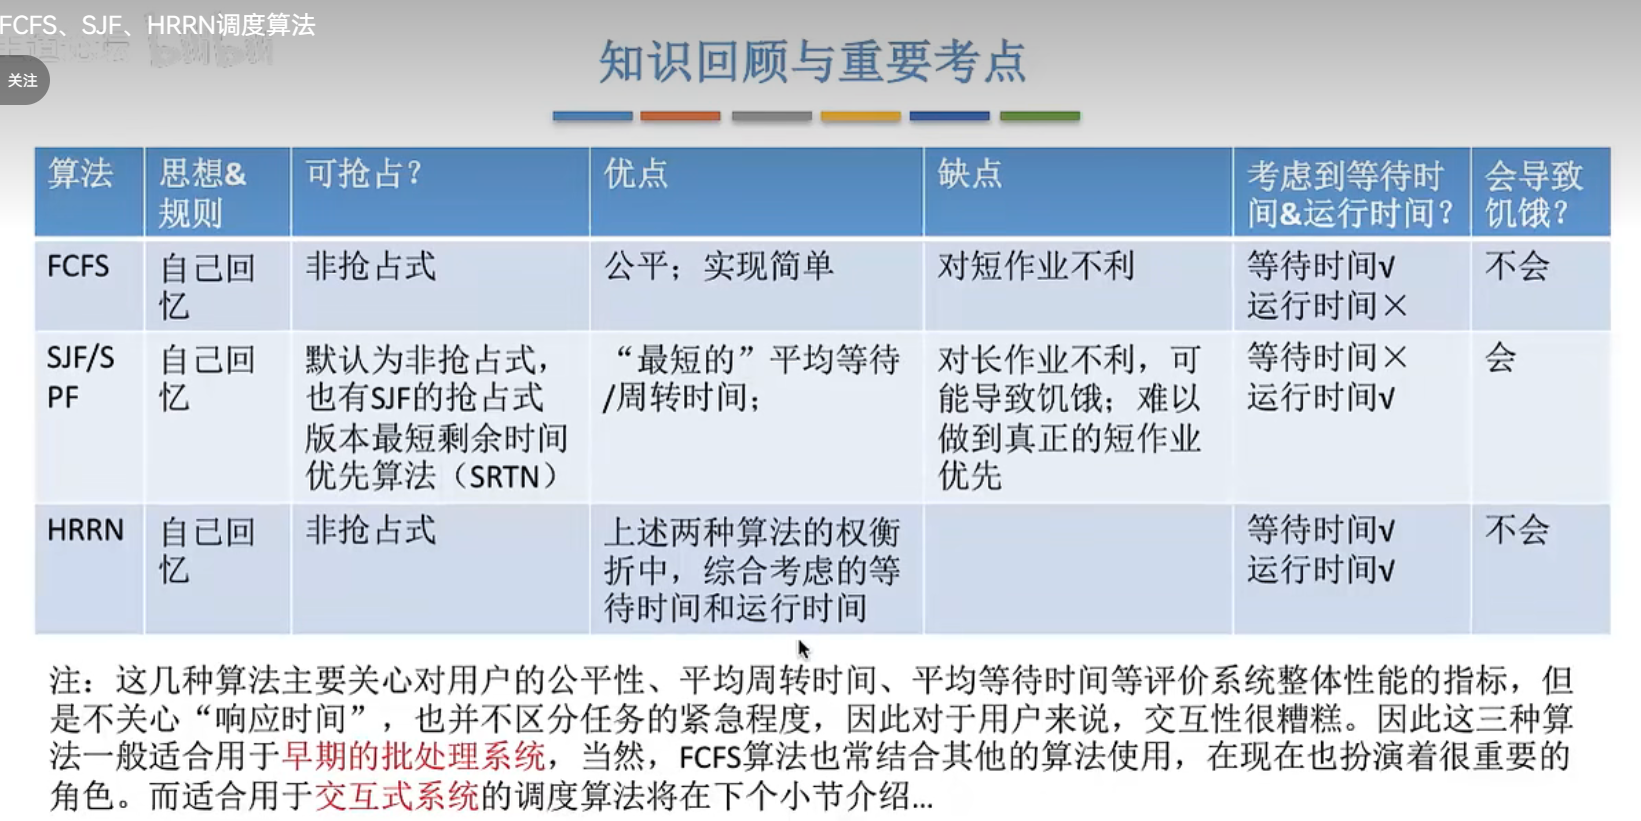 FCFS、SJF、HRRN调度算法
bilibili
关注
知识回顾与重要考点
算法
思想&
规则
可抢占？
优点
缺点
考虑到等待时
间&运行时间？
会导致
饥饿？
FCFS
自己回
忆
非抢占式
公平；实现简单
对短作业不利
等待时间√
运行时间×
不会
SJF/S
PF
自己回
忆
默认为非抢占式，
也有SJF的抢占式
版本最短剩余时间
优先算法（SRTN）
“最短的”平均等待
/周转时间；
对长作业不利，可
能导致饥饿；难以
做到真正的短作业
优先
等待时间×
运行时间√
会
HRRN
自己回
忆
非抢占式
上述两种算法的权衡
折中，综合考虑的等
待时间和运行时间
等待时间√
运行时间√
不会
注：这几种算法主要关心对用户的公平性、平均周转时间、平均等待时间等评价系统整体性能的指标，但
是不关心“响应时间”，也并不区分任务的紧急程度，因此对于用户来说，交互性很糟糕。因此这三种算
法一般适合用于早期的批处理系统，当然，FCFS算法也常结合其他的算法使用，在现在也扮演着很重要的
角色。而适合用于交互式系统的调度算法将在下个小节介绍...